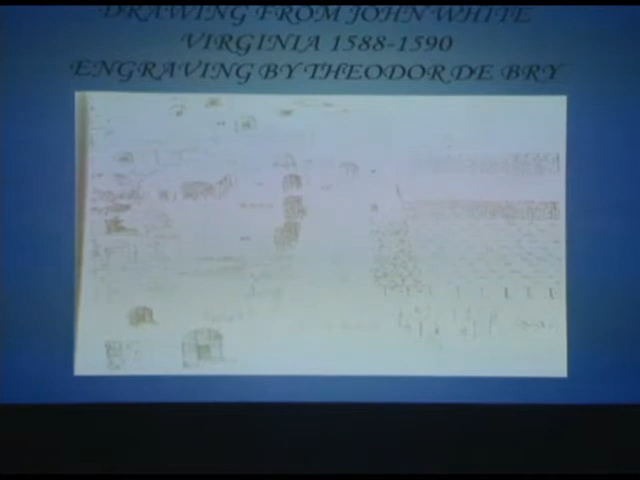 DRAWING FROM JOHN WHITE
VIRGINIA 1588-1590
ENGRAVING BY THEODOR DE BRY